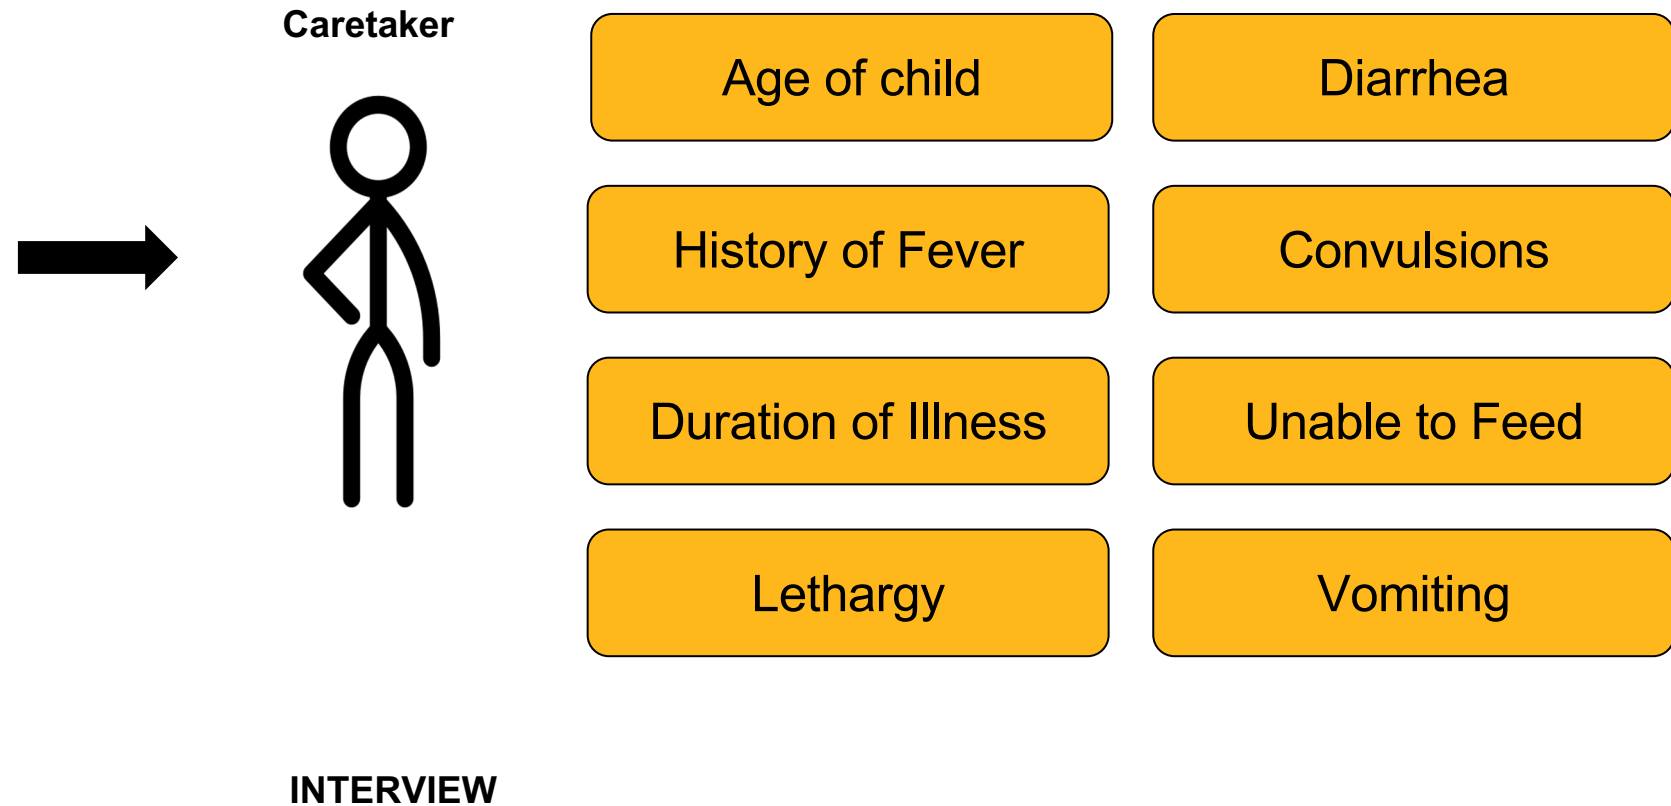 Caretaker
Age of child
Diarrhea
History of Fever
Convulsions
Duration of Illness
Unable to Feed
Lethargy
Vomiting
INTERVIEW